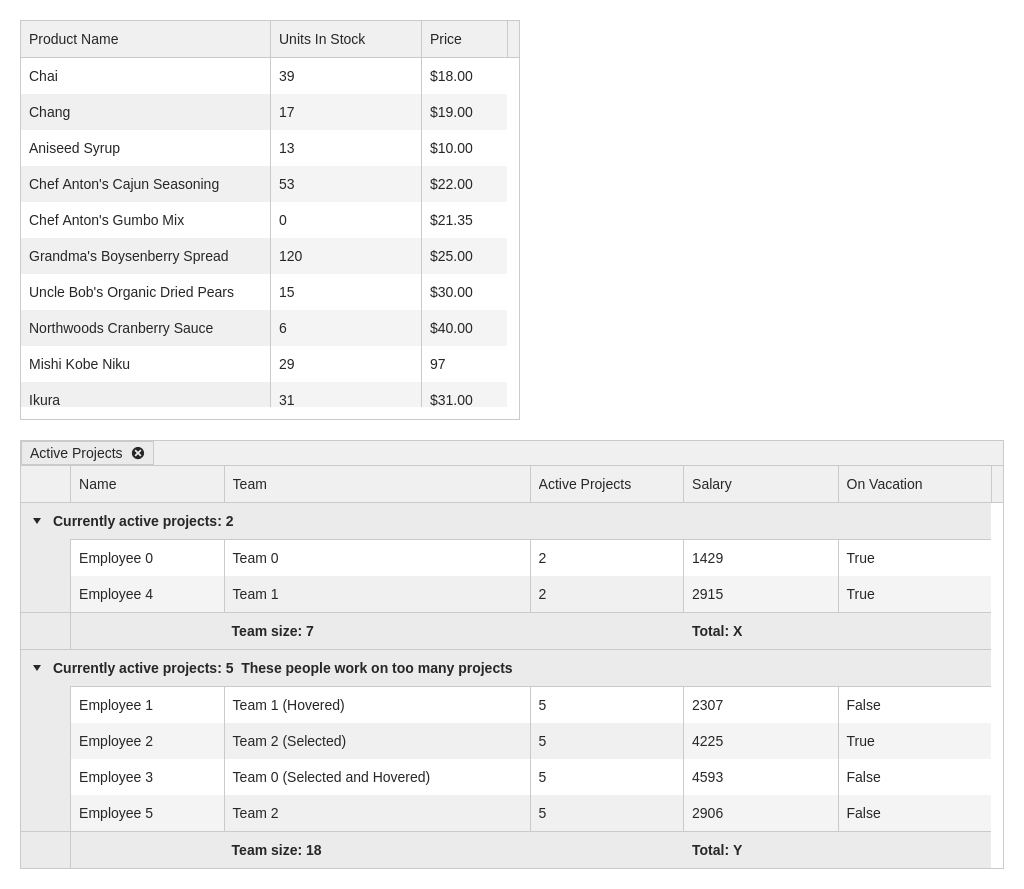 Product Name Units In Stock Price
Chai 39 $18.00
Chang 17 $19.00
Aniseed Syrup 13 $10.00
Chef Anton's Cajun Seasoning 53 $22.00
Chef Anton's Gumbo Mix 0 $21.35
Grandma's Boysenberry Spread 120 $25.00
Uncle Bob's Organic Dried Pears 15 $30.00
Northwoods Cranberry Sauce 6 $40.00
Mishi Kobe Niku 29 97
Ikura 31 $31.00
Active Projects
Name Team Active Projects Salary On Vacation
Currently active projects: 2
Employee 0 Team 0 2 1429 True
Employee 4 Team 1 2 2915 True
Team size: 7 Total: X
Currently active projects: 5 These people work on too many projects
Employee 1 Team 1 (Hovered) 5 2307 False
Employee 2 Team 2 (Selected) 5 4225 True
Employee 3 Team 0 (Selected and Hovered) 5 4593 False
Employee 5 Team 2 5 2906 False
Team size: 18 Total: Y